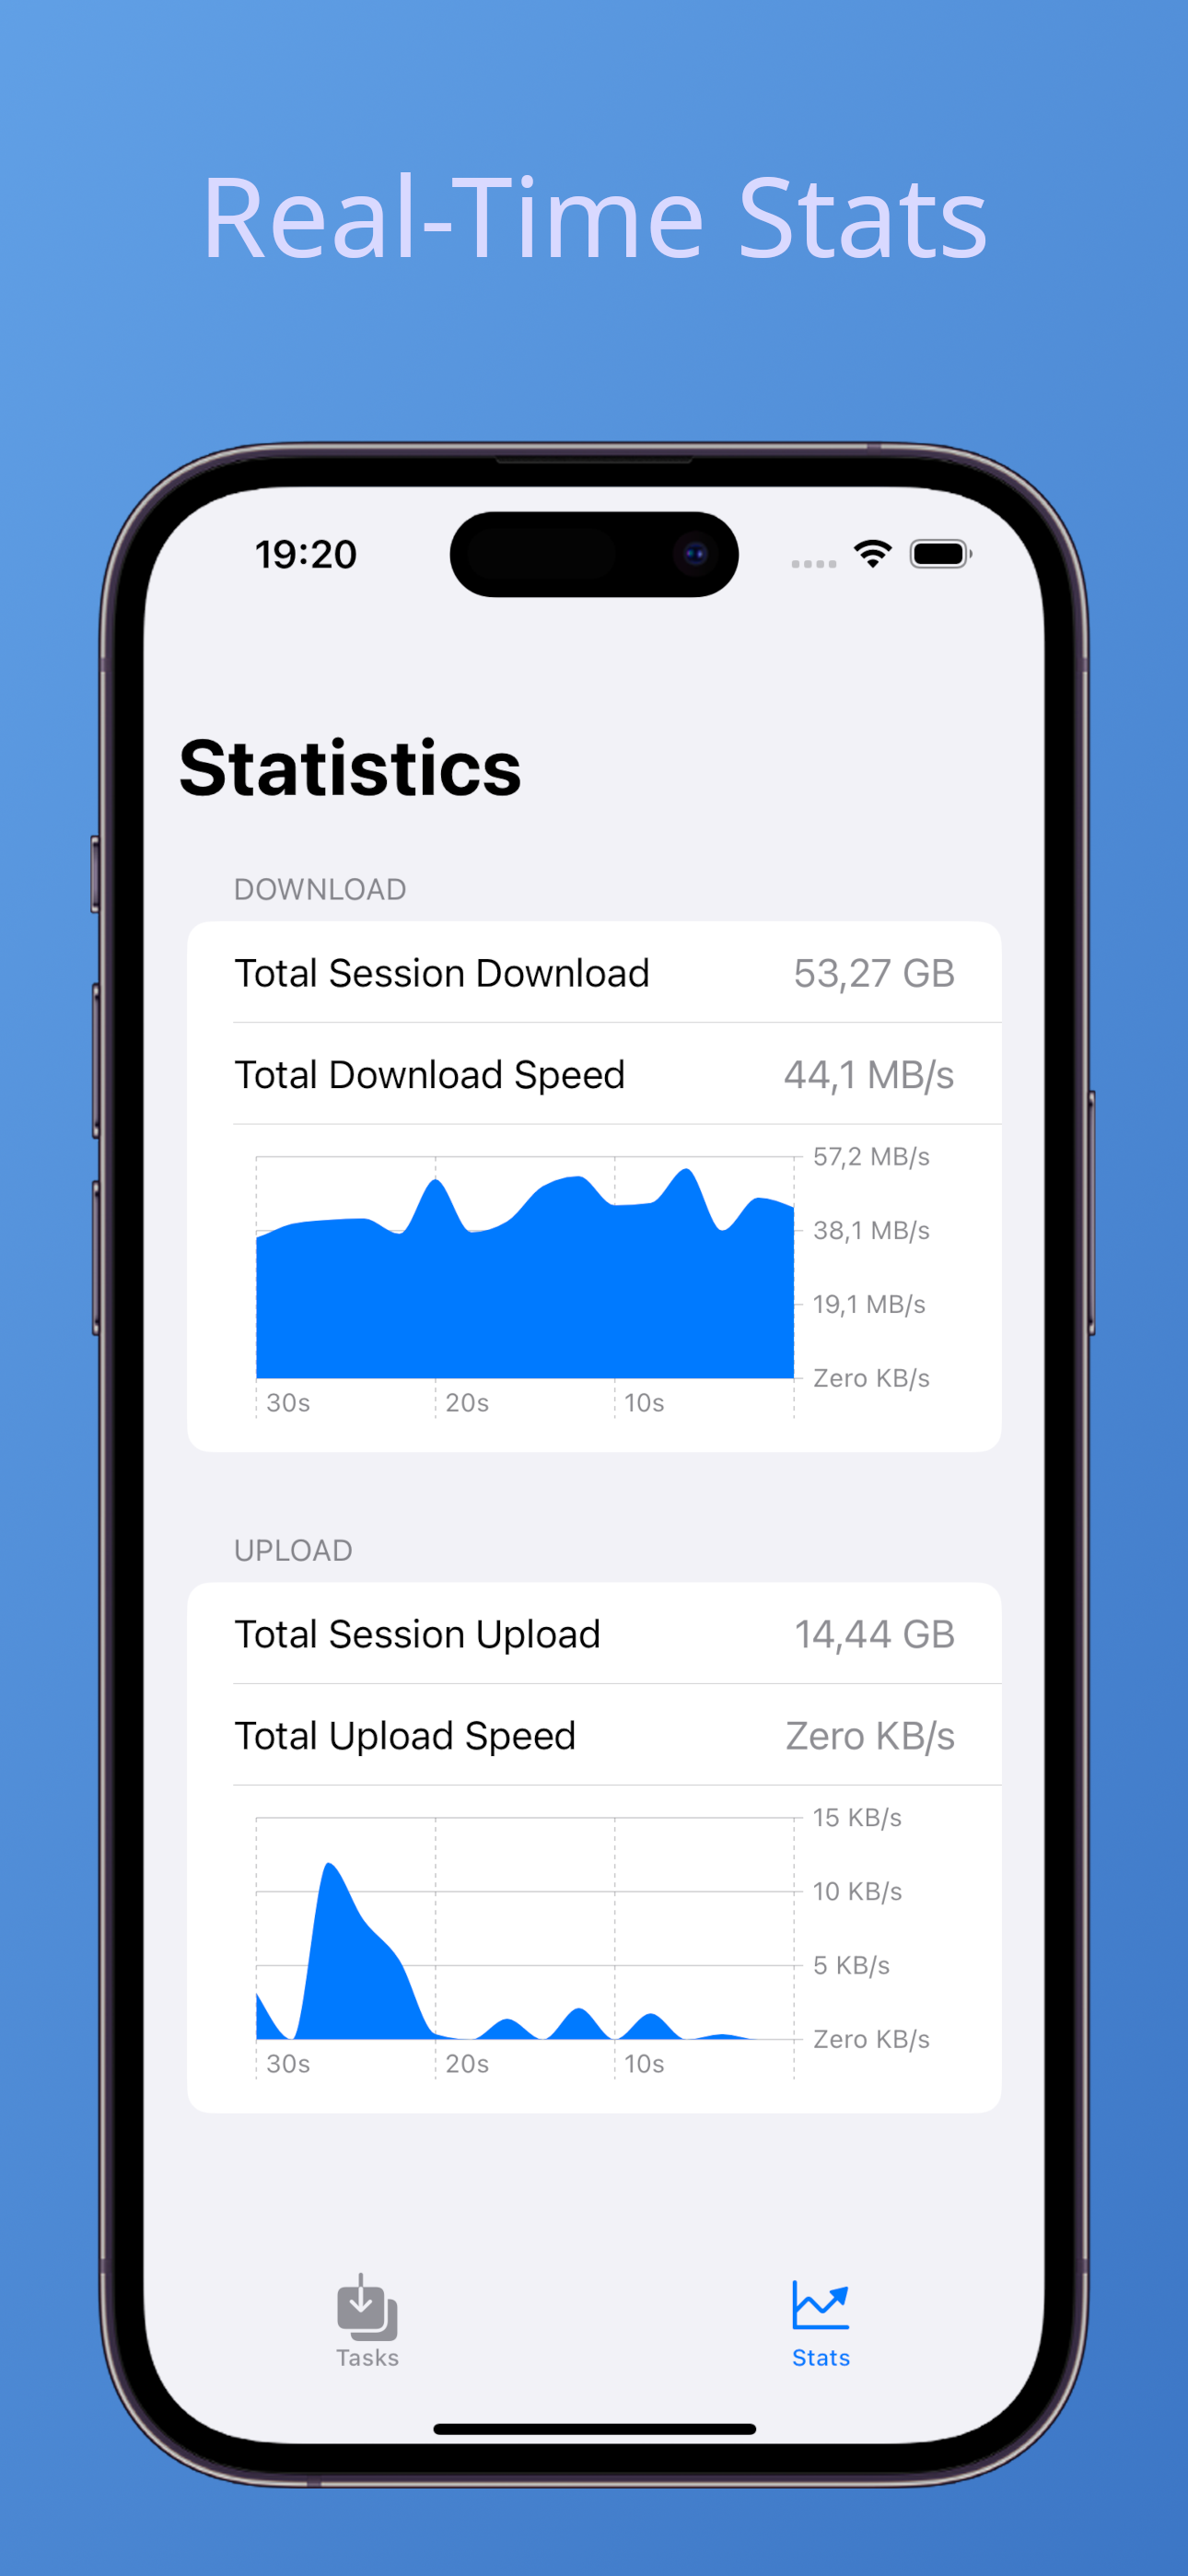 Real-Time Stats
19:20
Statistics
DOWNLOAD
Total Session Download 53,27 GB
Total Download Speed 44,1 MB/s
57,2 MB/s
38,1 MB/s
19,1 MB/s
Zero KB/s
30s 20s 10s
UPLOAD
Total Session Upload 14,44 GB
Total Upload Speed Zero KB/s
15 KB/s
10 KB/s
5 KB/s
Zero KB/s
30s 20s 10s
Tasks Stats